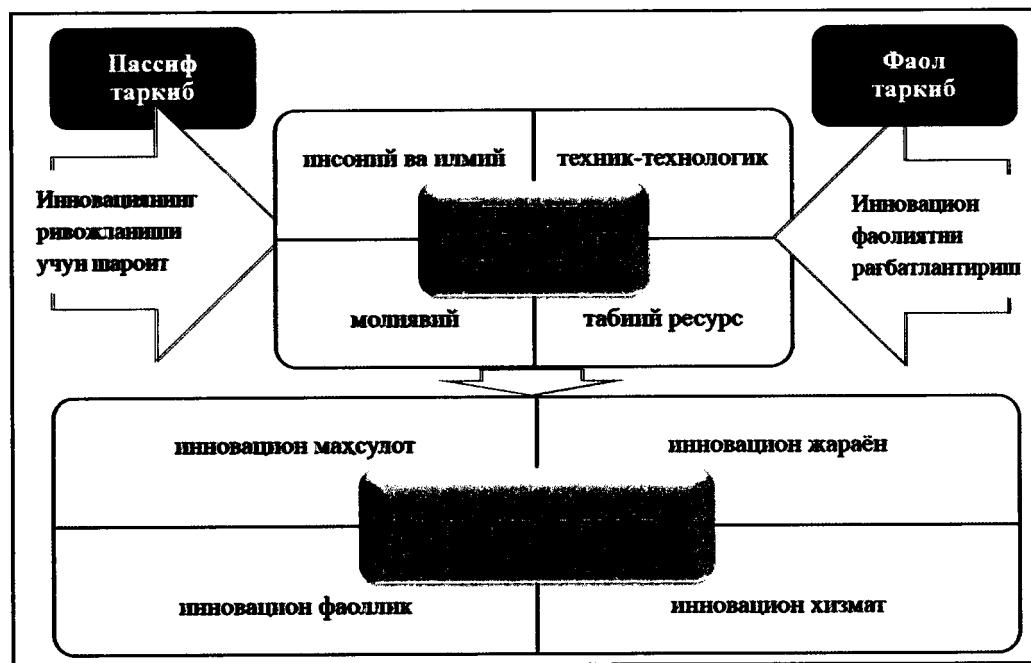 Пассиф
таркиб
Фаол
таркиб
инсоний ва илмий
техник-технологик
Инновациянинг
ривожланиши
учун шароит
Инновацион
фаолиятни
рағбатлантириш
молиявий
табиий ресурс
инновацион маҳсулот
инновацион жараён
инновацион фаоллик
инновацион хизмат